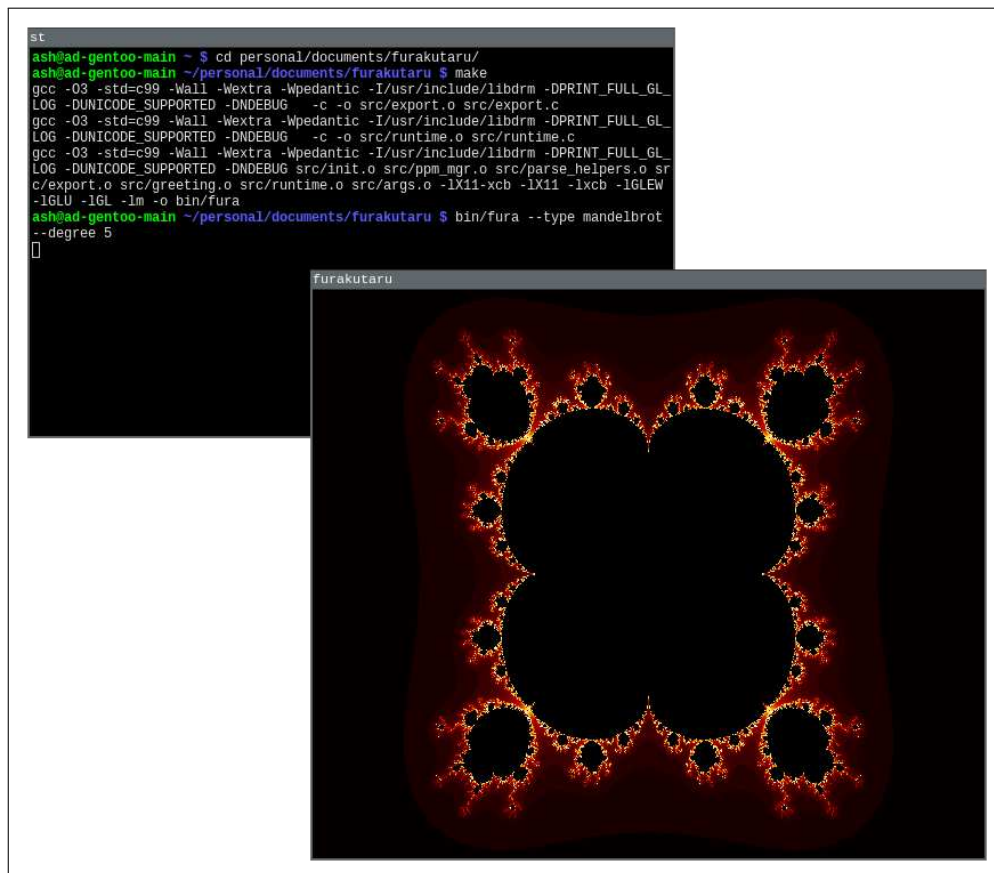 st
ash@ad-gentoo-main ~ $ cd personal/documents/furakutaru/
ash@ad-gentoo-main ~/personal/documents/furakutaru $ make
gcc -O3 -std=c99 -Wall -Wextra -Wpedantic -I/usr/include/libdrm -DPRINT_FULL_GL_
LOG -DUNICODE_SUPPORTED -DNDEBUG   -c -o src/export.o src/export.c
gcc -O3 -std=c99 -Wall -Wextra -Wpedantic -I/usr/include/libdrm -DPRINT_FULL_GL_
LOG -DUNICODE_SUPPORTED -DNDEBUG   -c -o src/runtime.o src/runtime.c
gcc -O3 -std=c99 -Wall -Wextra -Wpedantic -I/usr/include/libdrm -DPRINT_FULL_GL_
LOG -DUNICODE_SUPPORTED -DNDEBUG src/init.o src/ppm_mgr.o src/parse_helpers.o sr
c/export.o src/greeting.o src/runtime.o src/args.o -lX11-xcb -lX11 -lxcb -lGLEW
-lGLU -lGL -lm -o bin/fura
ash@ad-gentoo-main ~/personal/documents/furakutaru $ bin/fura --type mandelbrot
--degree 5
furakutaru